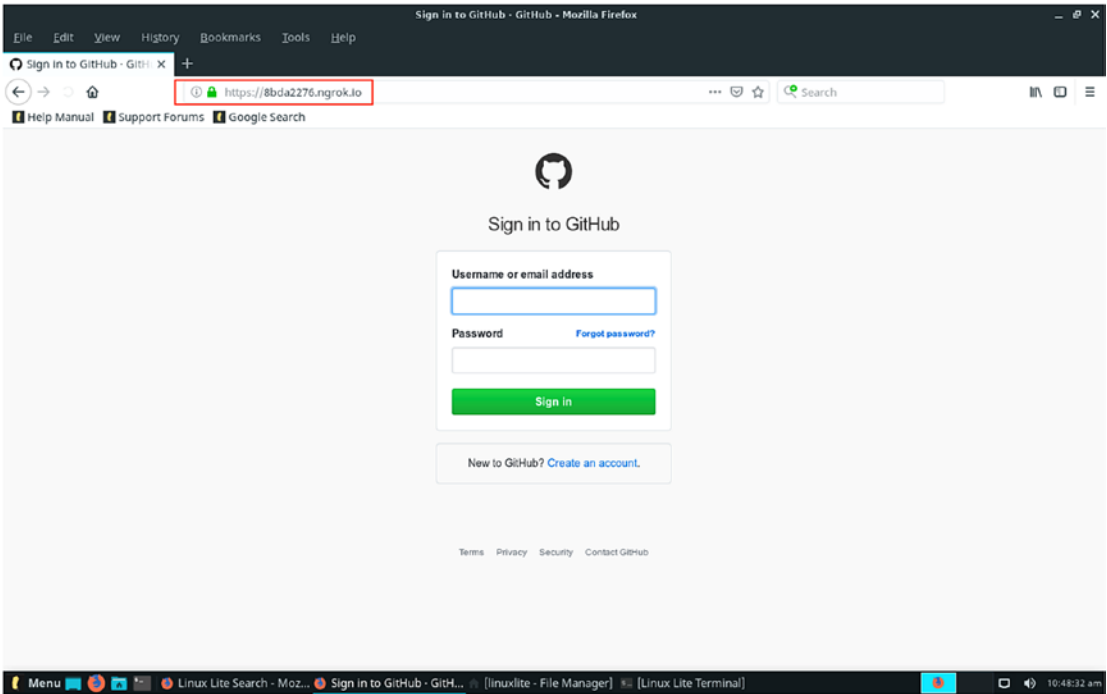 Sign in to GitHub - GitHub - Mozilla Firefox
File Edit View History Bookmarks Tools Help
Sign in to GitHub - GitH
https://8bda2276.ngrok.io
Search
Help Manual Support Forums Google Search
Sign in to GitHub
Username or email address
Password Forgot password?
Sign in
New to GitHub? Create an account.
Terms Privacy Security Contact GitHub
Menu Linux Lite Search - Moz... Sign in to GitHub - GitH... [linuxlite - File Manager] [Linux Lite Terminal] 10:48:32 am